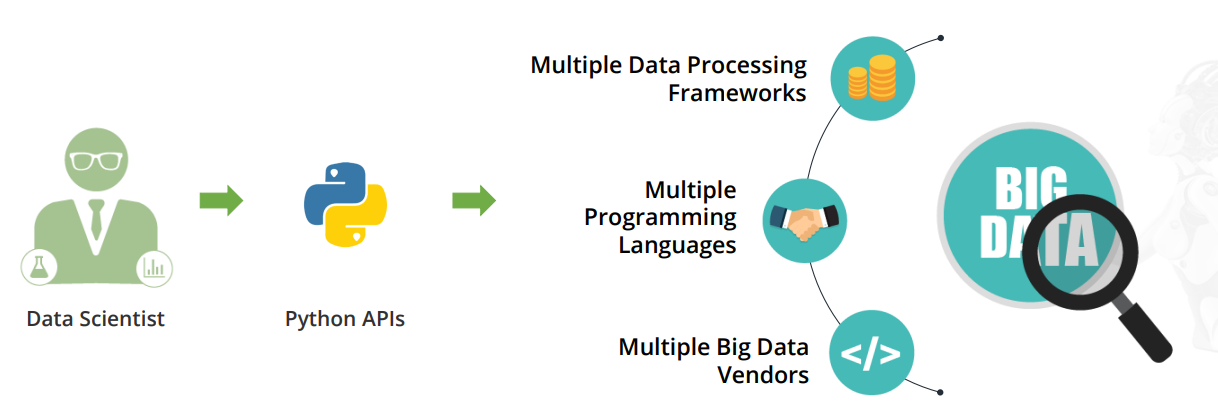 Data Scientist
Python APIs
Multiple Data Processing
Frameworks
Multiple
Programming
Languages
</>
Multiple Big Data
Vendors
BIG
DATA